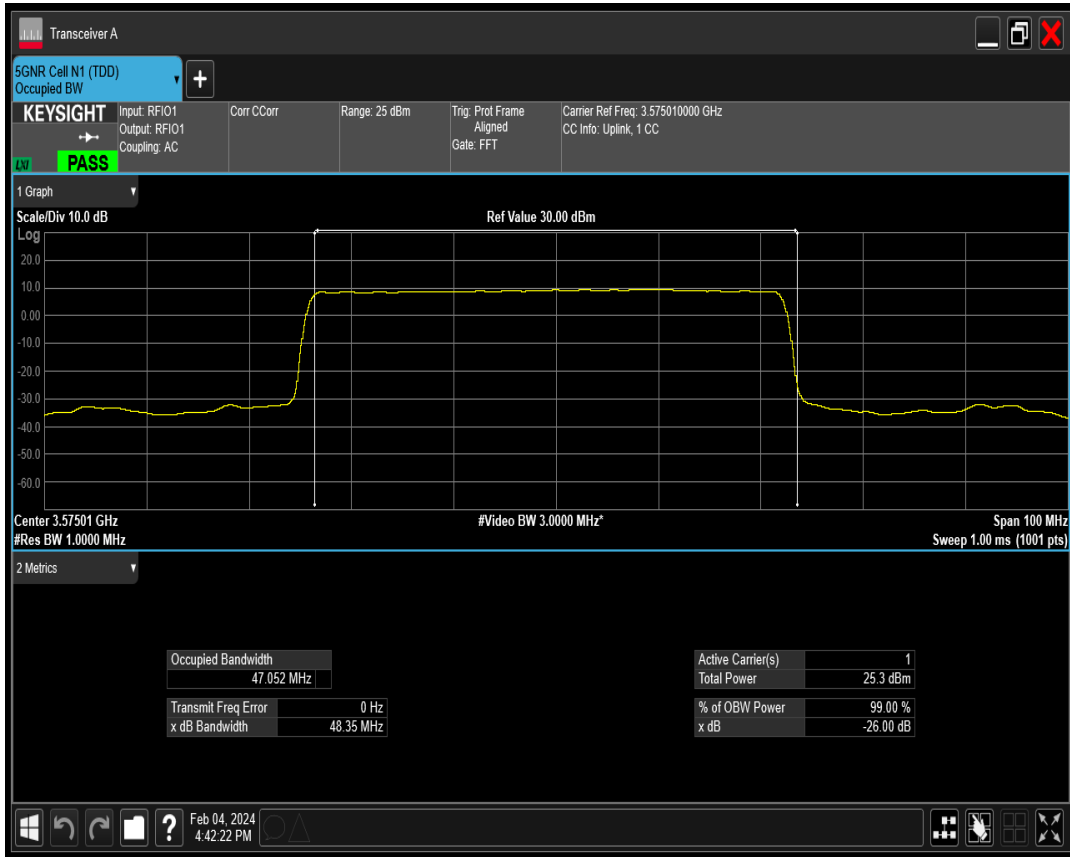 Transceiver A
5GNR Cell N1 (TDD)
Occupied BW
KEYSIGHT
LXI
PASS
Input: RFIO1
Output: RFIO1
Coupling: AC
Corr CCorr
Range: 25 dBm
Trig: Prot Frame
Aligned
Gate: FFT
Carrier Ref Freq: 3.575010000 GHz
CC Info: Uplink, 1 CC
1 Graph
Scale/Div 10.0 dB
Ref Value 30.00 dBm
Log
20.0
10.0
0.00
-10.0
-20.0
-30.0
-40.0
-50.0
-60.0
Center 3.57501 GHz
#Video BW 3.0000 MHz*
Span 100 MHz
#Res BW 1.0000 MHz
Sweep 1.00 ms (1001 pts)
2 Metrics
Occupied Bandwidth
47.052 MHz
Transmit Freq Error 0 Hz
x dB Bandwidth 48.35 MHz
Active Carrier(s) 1
Total Power 25.3 dBm
% of OBW Power 99.00 %
x dB -26.00 dB
?
Feb 04, 2024
4:42:22 PM